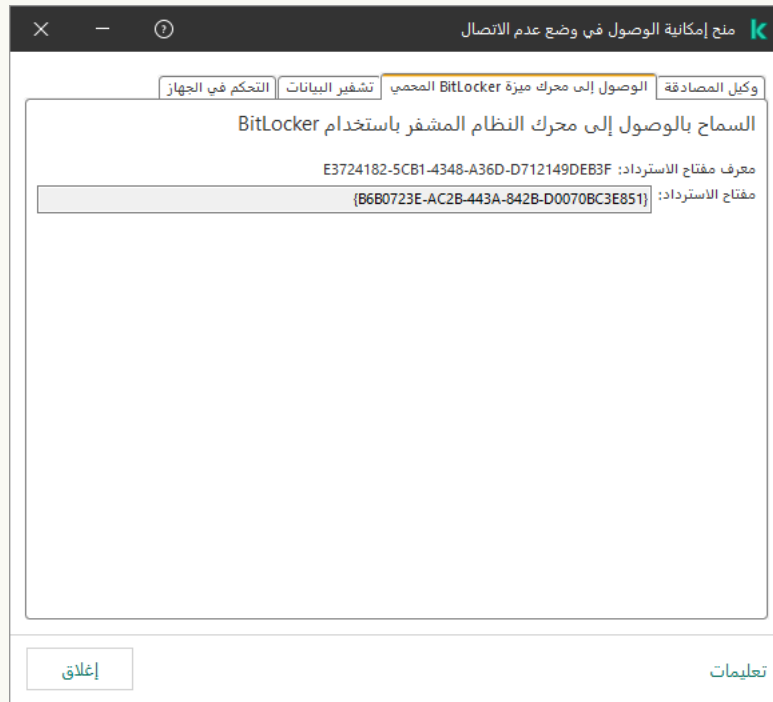 منح إمكانية الوصول في وضع عدم الاتصال
وكيل المصادقة
الوصول إلى محرك ميزة BitLocker المحمي
تشفير البيانات
التحكم في الجهاز
السماح بالوصول إلى محرك النظام المشفر باستخدام BitLocker
معرف مفتاح الاسترداد: E3724182-5CB1-4348-A36D-D712149DEB3F
مفتاح الاسترداد: {B6B0723E-AC2B-443A-842B-D0070BC3E851}
تعليمات
إغلاق